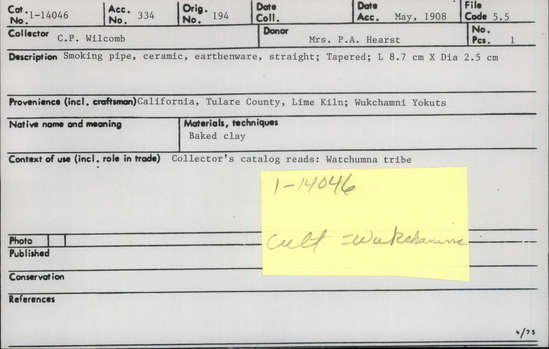 Cat. No. 1-14046 Acc. No. 334 Orig. No. 194 Date Coll. Date Acc. May, 1908 File Code 5.5
Collector C.P. Wilcomb Donor Mrs. P.A. Hearst No. Pcs. 1
Description Smoking pipe, ceramic, earthenware, straight; Tapered; L 8.7 cm X Dia 2.5 cm
Provenience (incl. craftsman) California, Tulare County, Lime Kiln; Wukchamni Yokuts
Native name and meaning Materials, techniques
Baked clay
Context of use (incl. role in trade) Collector's catalog reads: Watchumna tribe
1-14046
Cult = Wukchamni
Photo
Published
Conservation
References
4/75